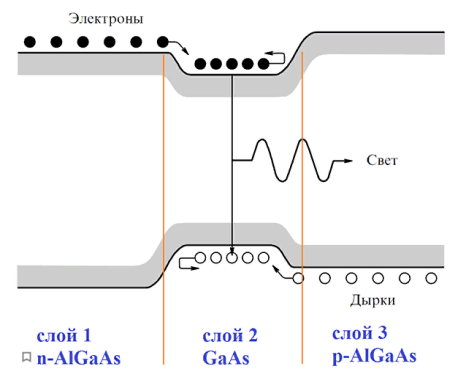 Электроны
Свет
Дырки
слой 1
n-AlGaAs
слой 2
GaAs
слой 3
p-AlGaAs